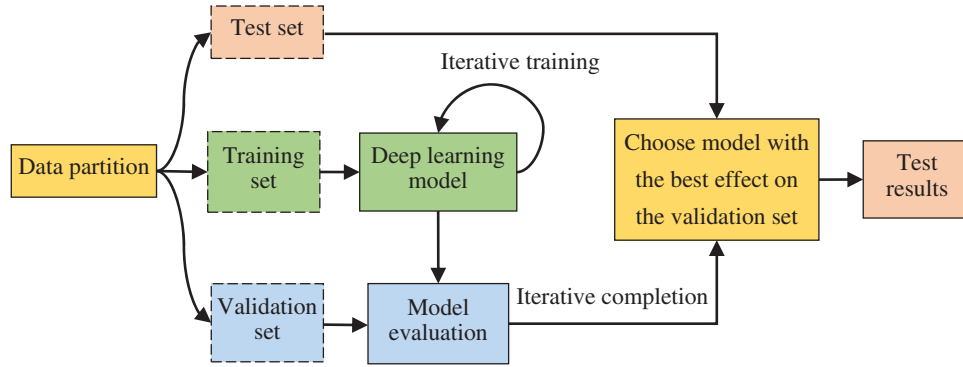 Test set
Iterative training
Data partition
Training
set
Deep learning
model
Choose model with
the best effect on
the validation set
Test
results
Validation
set
Model
evaluation
Iterative completion